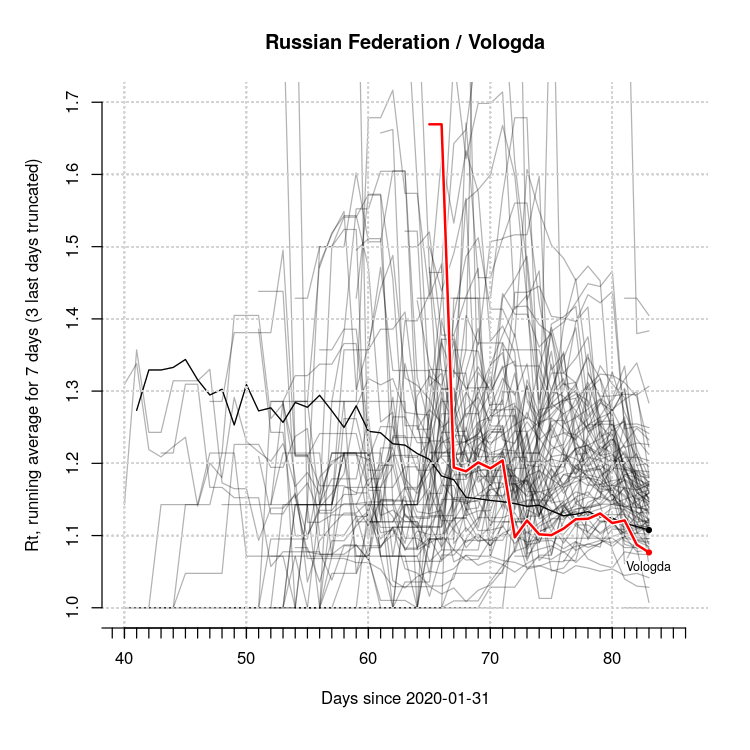 Russian Federation / Vologda
Rt, running average for 7 days (3 last days truncated)
1.7
1.6
1.5
1.4
1.3
1.2
1.1
1.0
Vologda
40 50 60 70 80
Days since 2020-01-31